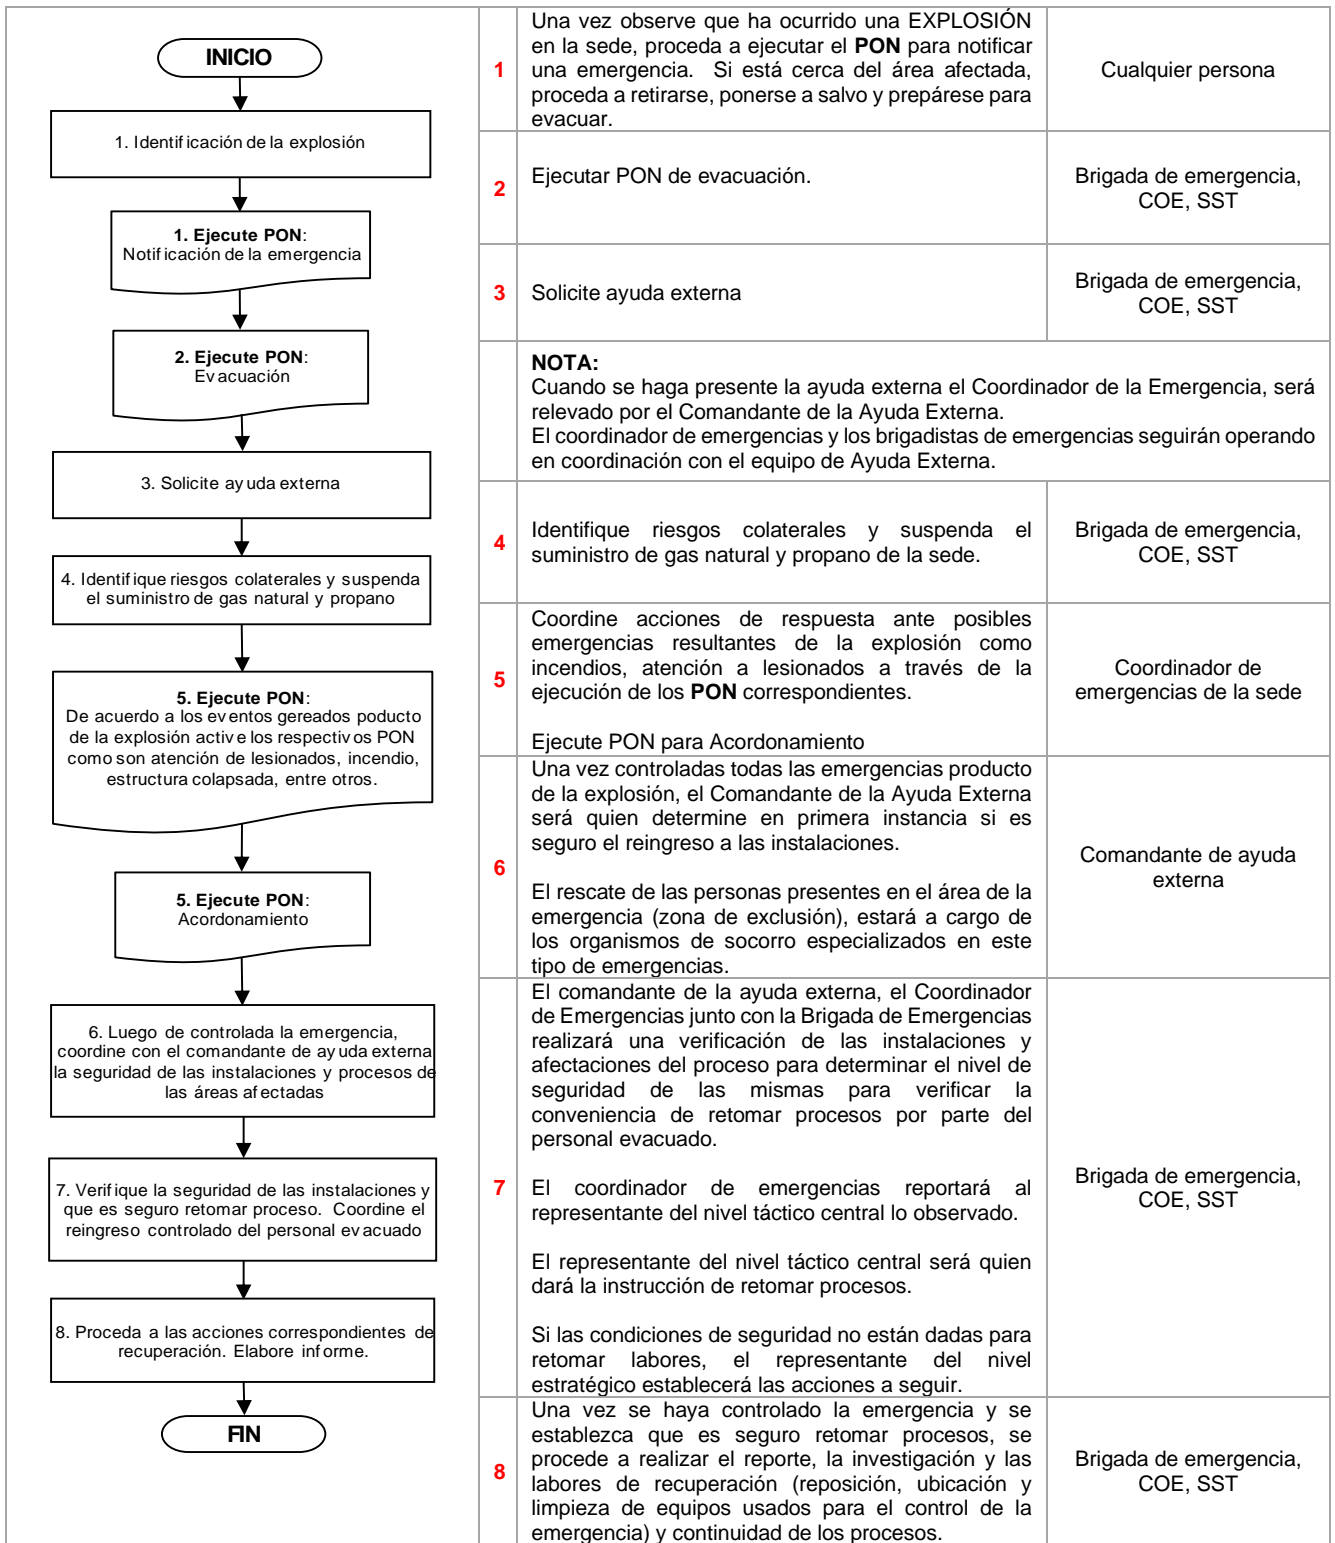 INICIO
1. Identificación de la explosión
1. Ejecute PON:
Notificación de la emergencia
2. Ejecute PON:
Evacuación
3. Solicite ayuda externa
4. Identifique riesgos colaterales y suspenda
el suministro de gas natural y propano
5. Ejecute PON:
De acuerdo a los eventos gereados poducto
de la explosión active los respectivos PON
como son atención de lesionados, incendio,
estructura colapsada, entre otros.
5. Ejecute PON:
Acordonamiento
6. Luego de controlada la emergencia,
coordine con el comandante de ayuda externa
la seguridad de las instalaciones y procesos de
las áreas afectadas
7. Verifique la seguridad de las instalaciones y
que es seguro retomar proceso. Coordine el
reingreso controlado del personal evacuado
8. Proceda a las acciones correspondientes de
recuperación. Elabore informe.
FIN
1
Una vez observe que ha ocurrido una EXPLOSIÓN
en la sede, proceda a ejecutar el PON para notificar
una emergencia. Si está cerca del área afectada,
proceda a retirarse, ponerse a salvo y prepárese para
evacuar.
Cualquier persona
2
Ejecutar PON de evacuación.
Brigada de emergencia,
COE, SST
3
Solicite ayuda externa
Brigada de emergencia,
COE, SST
NOTA:
Cuando se haga presente la ayuda externa el Coordinador de la Emergencia, será
relevado por el Comandante de la Ayuda Externa.
El coordinador de emergencias y los brigadistas de emergencias seguirán operando
en coordinación con el equipo de Ayuda Externa.
4
Identifique riesgos colaterales y suspenda el
suministro de gas natural y propano de la sede.
Brigada de emergencia,
COE, SST
5
Coordine acciones de respuesta ante posibles
emergencias resultantes de la explosión como
incendios, atención a lesionados a través de la
ejecución de los PON correspondientes.
Ejecute PON para Acordonamiento
Coordinador de
emergencias de la sede
6
Una vez controladas todas las emergencias producto
de la explosión, el Comandante de la Ayuda Externa
será quien determine en primera instancia si es
seguro el reingreso a las instalaciones.
El rescate de las personas presentes en el área de la
emergencia (zona de exclusión), estará a cargo de
los organismos de socorro especializados en este
tipo de emergencias.
Comandante de ayuda
externa
7
El comandante de la ayuda externa, el Coordinador
de Emergencias junto con la Brigada de Emergencias
realizará una verificación de las instalaciones y
afectaciones del proceso para determinar el nivel de
seguridad de las mismas para verificar la
conveniencia de retomar procesos por parte del
personal evacuado.
El coordinador de emergencias reportará al
representante del nivel táctico central lo observado.
El representante del nivel táctico central será quien
dará la instrucción de retomar procesos.
Si las condiciones de seguridad no están dadas para
retomar labores, el representante del nivel
estratégico establecerá las acciones a seguir.
Brigada de emergencia,
COE, SST
8
Una vez se haya controlado la emergencia y se
establezca que es seguro retomar procesos, se
procede a realizar el reporte, la investigación y las
labores de recuperación (reposición, ubicación y
limpieza de equipos usados para el control de la
emergencia) y continuidad de los procesos.
Brigada de emergencia,
COE, SST